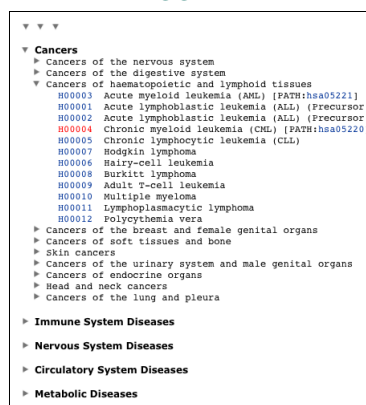 Cancers
Cancers of the nervous system
Cancers of the digestive system
Cancers of haematopoietic and lymphoid tissues
H00003 Acute myeloid leukemia (AML) [PATH:hsa05221]
H00001 Acute lymphoblastic leukemia (ALL) (Precursor
H00002 Acute lymphoblastic leukemia (ALL) (Precursor
H00004 Chronic myeloid leukemia (CML) [PATH:hsa05220
H00005 Chronic lymphocytic leukemia (CLL)
H00007 Hodgkin lymphoma
H00006 Hairy-cell leukemia
H00008 Burkitt lymphoma
H00009 Adult T-cell leukemia
H00010 Multiple myeloma
H00011 Lymphoplasmacytic lymphoma
H00012 Polycythemia vera
Cancers of the breast and female genital organs
Cancers of soft tissues and bone
Skin cancers
Cancers of the urinary system and male genital organs
Cancers of endocrine organs
Head and neck cancers
Cancers of the lung and pleura
Immune System Diseases
Nervous System Diseases
Circulatory System Diseases
Metabolic Diseases